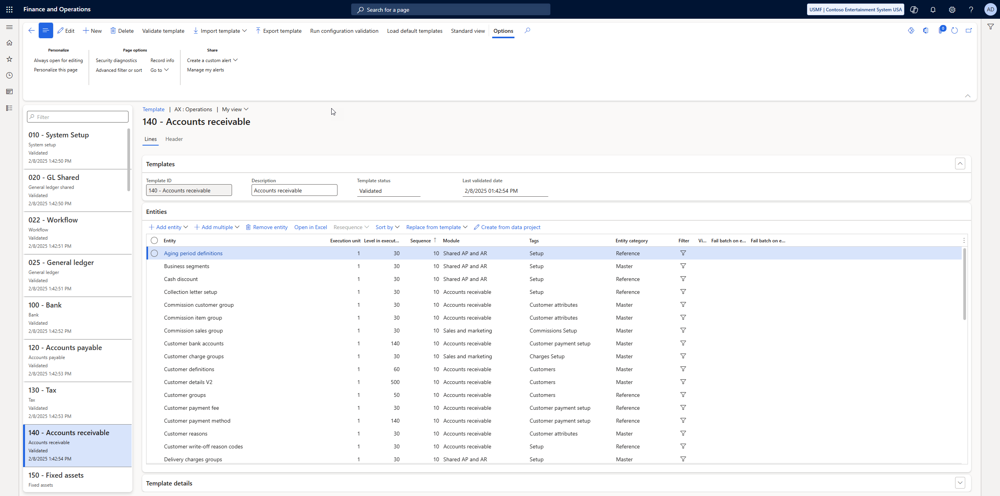 Finance and Operations
Search for a page
USMF | Contoso Entertainment System USA
AD
Edit
New
Delete
Validate template
Import template
Export template
Run configuration validation
Load default templates
Standard view
Options
0
Personalize
Always open for editing
Personalize this page
Page options
Security diagnostics
Record info
Advanced filter or sort
Go to
Share
Create a custom alert
Manage my alerts
Filter
010 - System Setup
System setup
Validated
2/8/2025 1:42:50 PM
020 - GL Shared
General ledger shared
Validated
2/8/2025 1:42:50 PM
022 - Workflow
Workflow
Validated
2/8/2025 1:42:51 PM
025 - General ledger
General ledger
Validated
2/8/2025 1:42:51 PM
100 - Bank
Bank
Validated
2/8/2025 1:42:52 PM
120 - Accounts payable
Accounts payable
Validated
2/8/2025 1:42:53 PM
130 - Tax
Tax
Validated
2/8/2025 1:42:53 PM
140 - Accounts receivable
Accounts receivable
Validated
2/8/2025 1:42:54 PM
150 - Fixed assets
Fixed assets
Template | AX : Operations | My view
140 - Accounts receivable
Lines Header
Templates
Template ID Description Template status Last validated date
140 - Accounts receivable Accounts receivable Validated 2/8/2025 01:42:54 PM
Entities
Add entity Add multiple Remove entity Open in Excel Resequence Sort by Replace from template Create from data project
Entity Execution unit Level in execut... Sequence Module Tags Entity category Filter Vi... Fail batch on e... Fail batch on e...
Aging period definitions 1 30 10 Shared AP and AR Setup Reference
Business segments 1 30 10 Shared AP and AR Setup Master
Cash discount 1 30 10 Shared AP and AR Setup Reference
Collection letter setup 1 30 10 Accounts receivable Setup Reference
Commission customer group 1 30 10 Accounts receivable Customer attributes Master
Commission item group 1 30 10 Accounts receivable Customer attributes Master
Commission sales group 1 30 10 Sales and marketing Commissions Setup Master
Customer bank accounts 1 140 10 Accounts receivable Customer payment setup Master
Customer charge groups 1 30 10 Sales and marketing Charges Setup Master
Customer definitions 1 60 10 Accounts receivable Customers Master
Customer details V2 1 500 10 Accounts receivable Customers Master
Customer groups 1 50 10 Accounts receivable Customers Reference
Customer payment fee 1 30 10 Accounts receivable Customer payment setup Reference
Customer payment method 1 140 10 Accounts receivable Customer payment setup Reference
Customer reasons 1 30 10 Accounts receivable Customer attributes Master
Customer write-off reason codes 1 30 10 Accounts receivable Setup Reference
Delivery charges groups 1 30 10 Shared AP and AR Setup Master
Template details